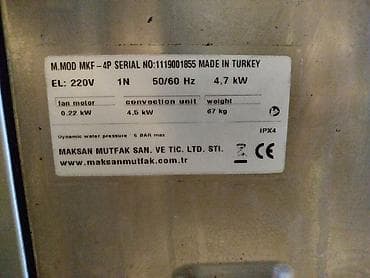 M.MOD MKF-4P SERIAL NO:1119001855 MADE IN TURKEY
EL: 220V 1N 50/60 Hz 4,7 kW
fan motor convection unit weight
0.22 kW 4,5 kW 67 kg
Dynamic water pressure 6 BAR max IPX4
MAKSAN MUTFAK SAN. VE TIC. LTD. STI.
www.maksanmutfak.com.tr CE